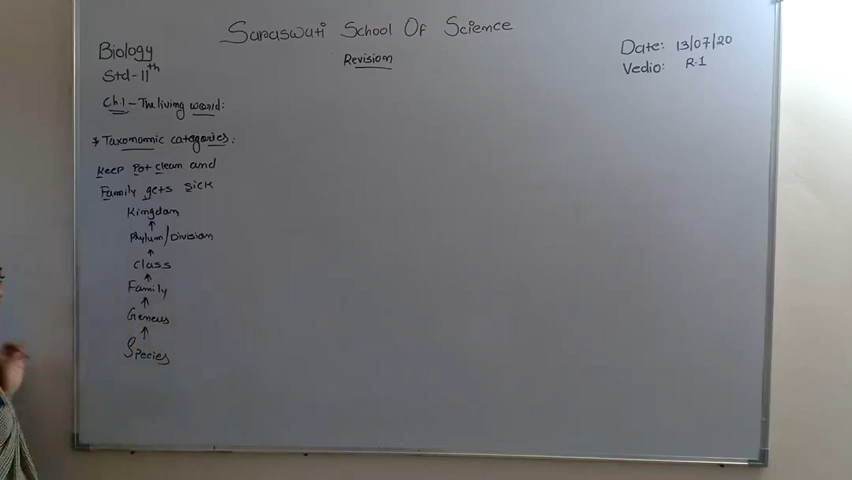 Saraswati School Of Science
Biology
Std-11th
Revision
Date: 13/07/20
Vedio: R.1
Ch.1 - The living world:
* Taxonomic categories:
Keep Pot clean and
Family gets sick
Kingdom
↑
Phylum/Division
↑
Class
↑
Family
↑
Geneus
↑
Species